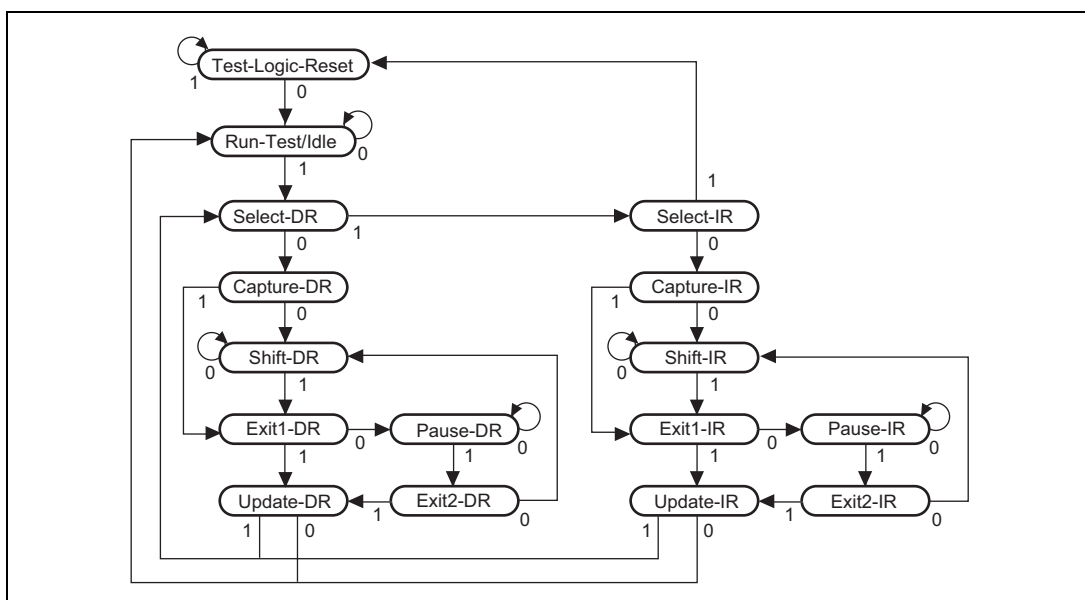 Test-Logic-Reset
1
0
Run-Test/Idle
0
1
1
Select-DR
1
0
Select-IR
0
Capture-DR
1
0
Capture-IR
1
0
Shift-DR
0
1
Shift-IR
0
1
Exit1-DR
0
1
Pause-DR
0
1
Exit1-IR
0
1
Pause-IR
0
1
Update-DR
1
0
Exit2-DR
1
0
Update-IR
1
0
Exit2-IR
1
0